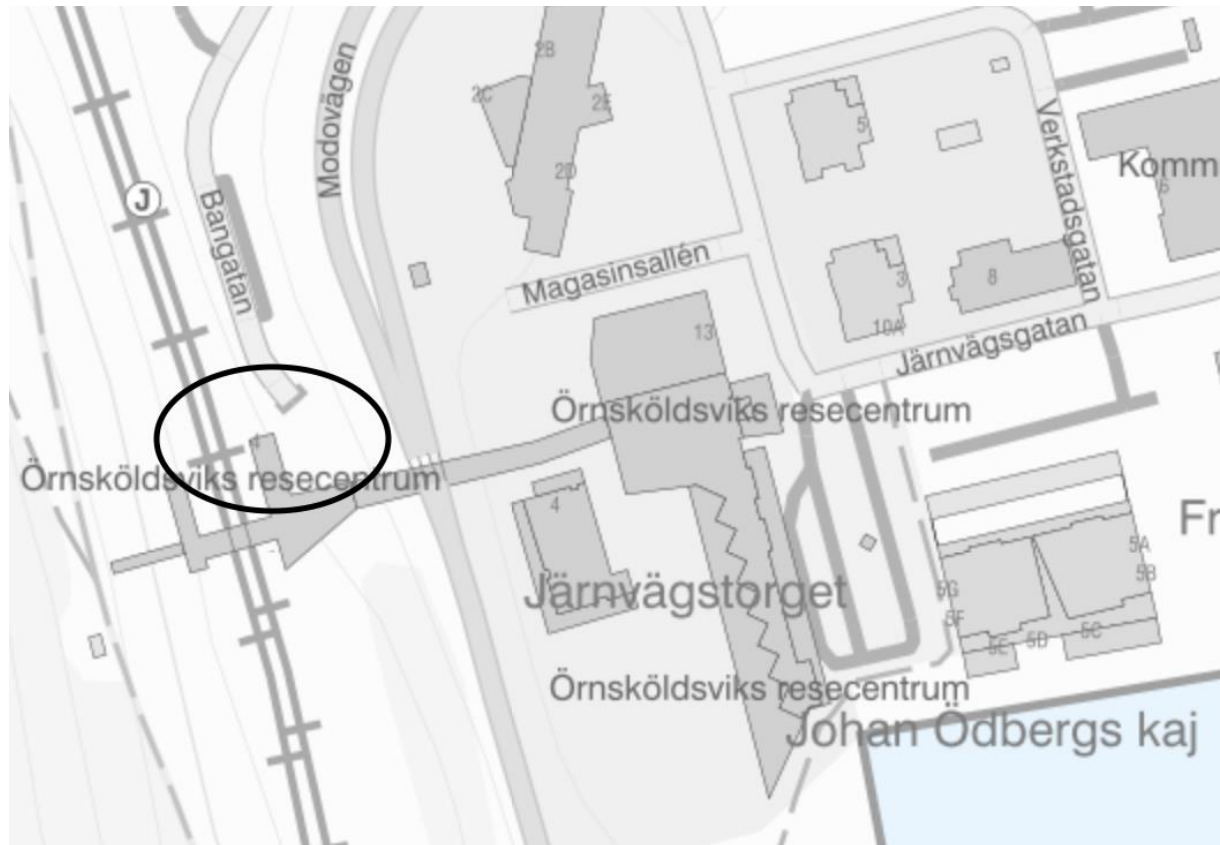 2B
2C
2E
Modovägen
5
Verkstadsgatan
Komm
6
2D
J
Bangatan
Magasinsallén
3
8
13
10A
Järnvägsgatan
Örnsköldsviks resecentrum
Örnsköldsviks resecentrum
4
Fr
5A
5B
Järnvägstorget
5G
5F
5C
5D
5E
Örnsköldsviks resecentrum
Johan Ödbergs kaj